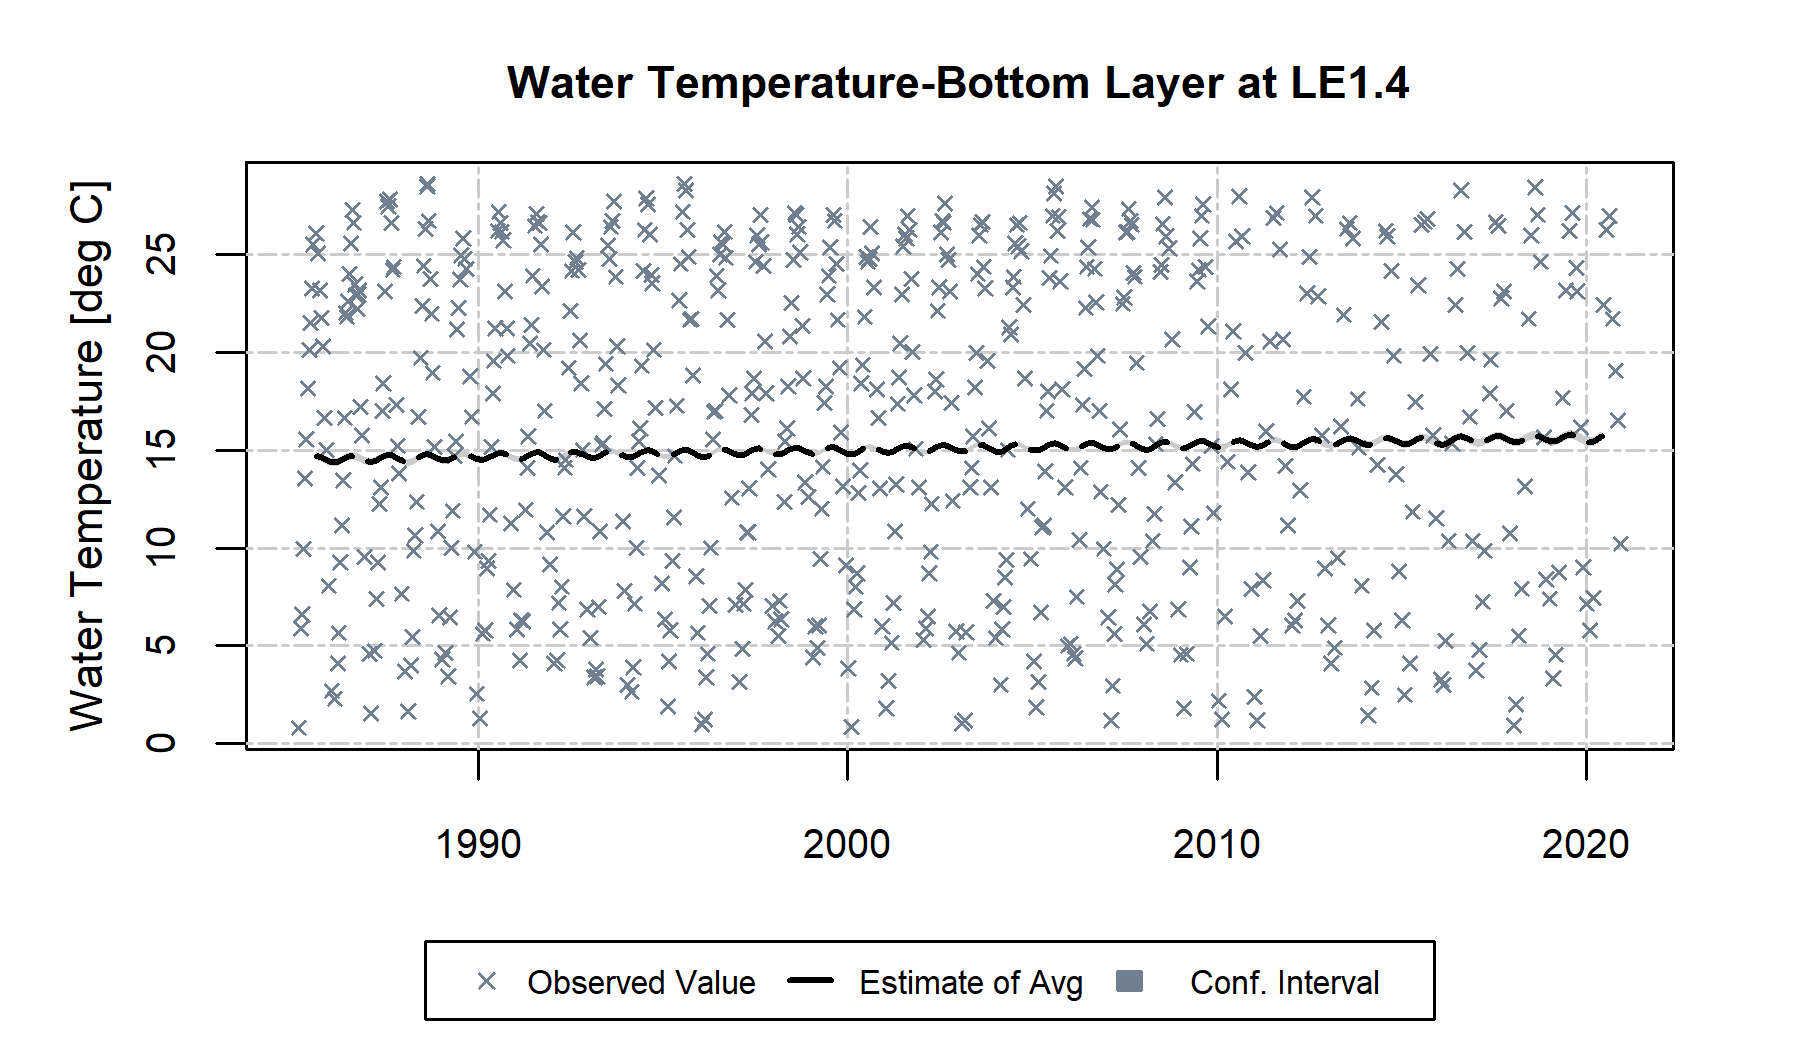 Water Temperature-Bottom Layer at LE1.4
Water Temperature [deg C]
25
20
15
10
5
0
1990 2000 2010 2020
Observed Value Estimate of Avg Conf. Interval